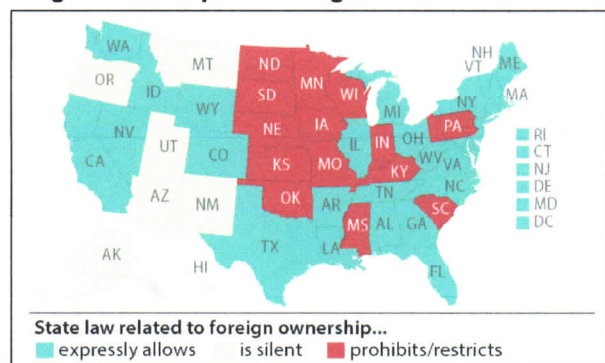 WA
MT
ND
MN
NH
VT
ME
OR
ID
SD
WI
MI
NY
MA
WY
NE
IA
PA
NV
IL
IN
OH
RI
CA
UT
CO
KS
MO
KY
WV
VA
CT
NJ
AZ
NM
OK
AR
TN
NC
DE
MS
AL
GA
SC
MD
DC
AK
HI
TX
LA
FL
State law related to foreign ownership...
expressly allows is silent prohibits/restricts